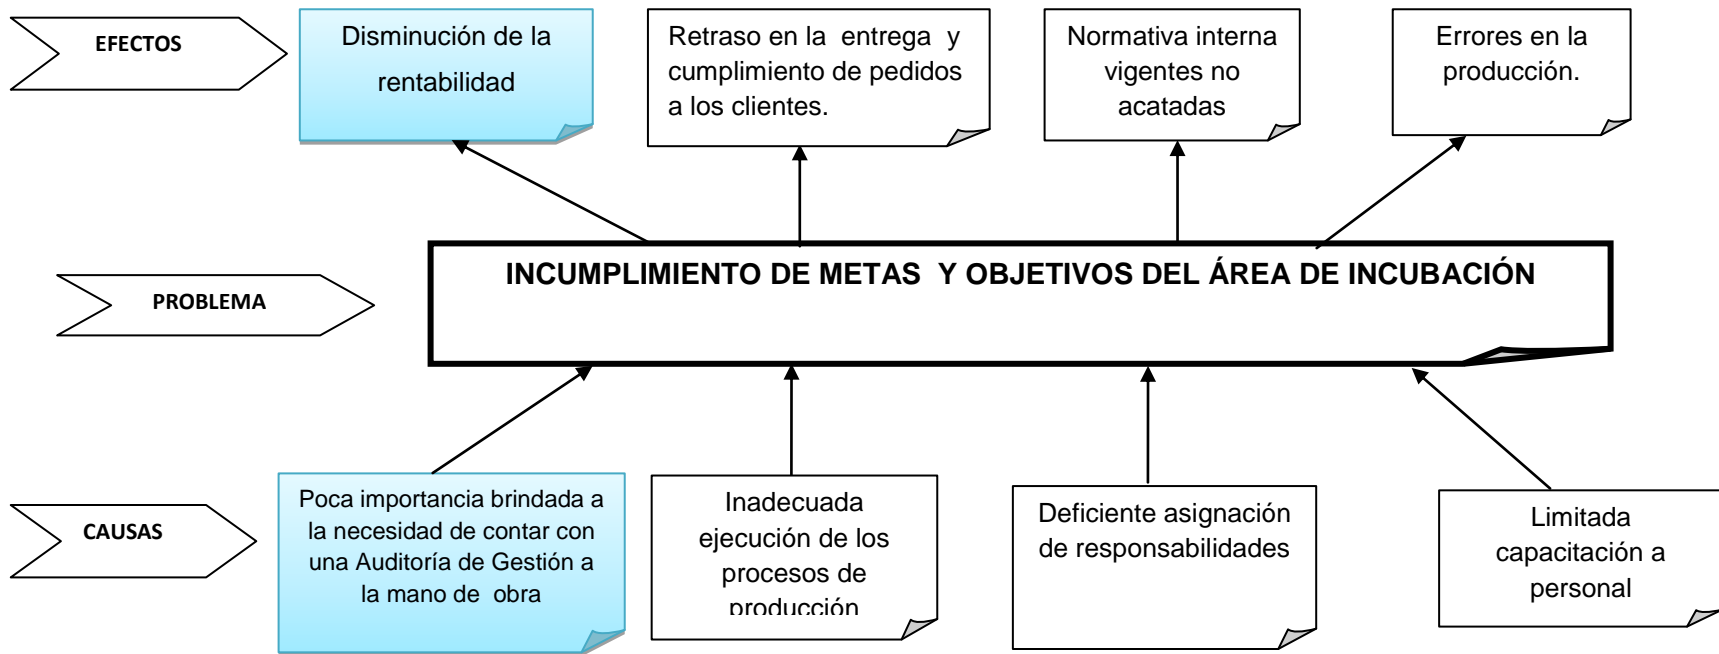 EFECTOS
Disminución de la
rentabilidad
Retraso en la entrega y
cumplimiento de pedidos
a los clientes.
Normativa interna
vigentes no
acatadas
Errores en la
producción.
PROBLEMA
INCUMPLIMIENTO DE METAS Y OBJETIVOS DEL ÁREA DE INCUBACIÓN
CAUSAS
Poca importancia brindada a
la necesidad de contar con
una Auditoría de Gestión a
la mano de obra
Inadecuada
ejecución de los
procesos de
producción
Deficiente asignación
de responsabilidades
Limitada
capacitación a
personal